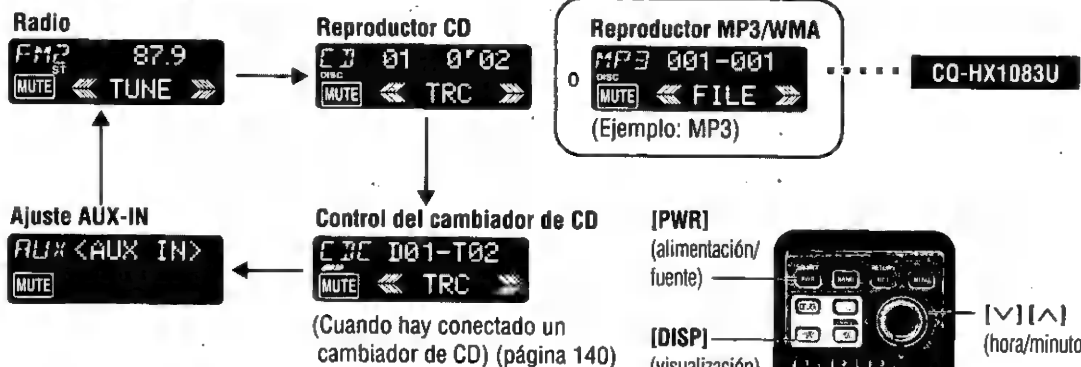 Radio
FM2 87.9
ST
MUTE TUNE
Reproductor CD
CD 01 0'02
DISC
MUTE TRC
o
Reproductor MP3/WMA
MP3 001-001
DISC
MUTE FILE
(Ejemplo: MP3)
CQ-HX1083U
Ajuste AUX-IN
AUX <AUX IN>
MUTE
Control del cambiador de CD
CDC D01-T02
MUTE TRC
(Cuando hay conectado un
cambiador de CD) (página 140)
[PWR]
(alimentación/
fuente)
[DISP]
(visualización)
[∨] [∧]
(hora/minuto